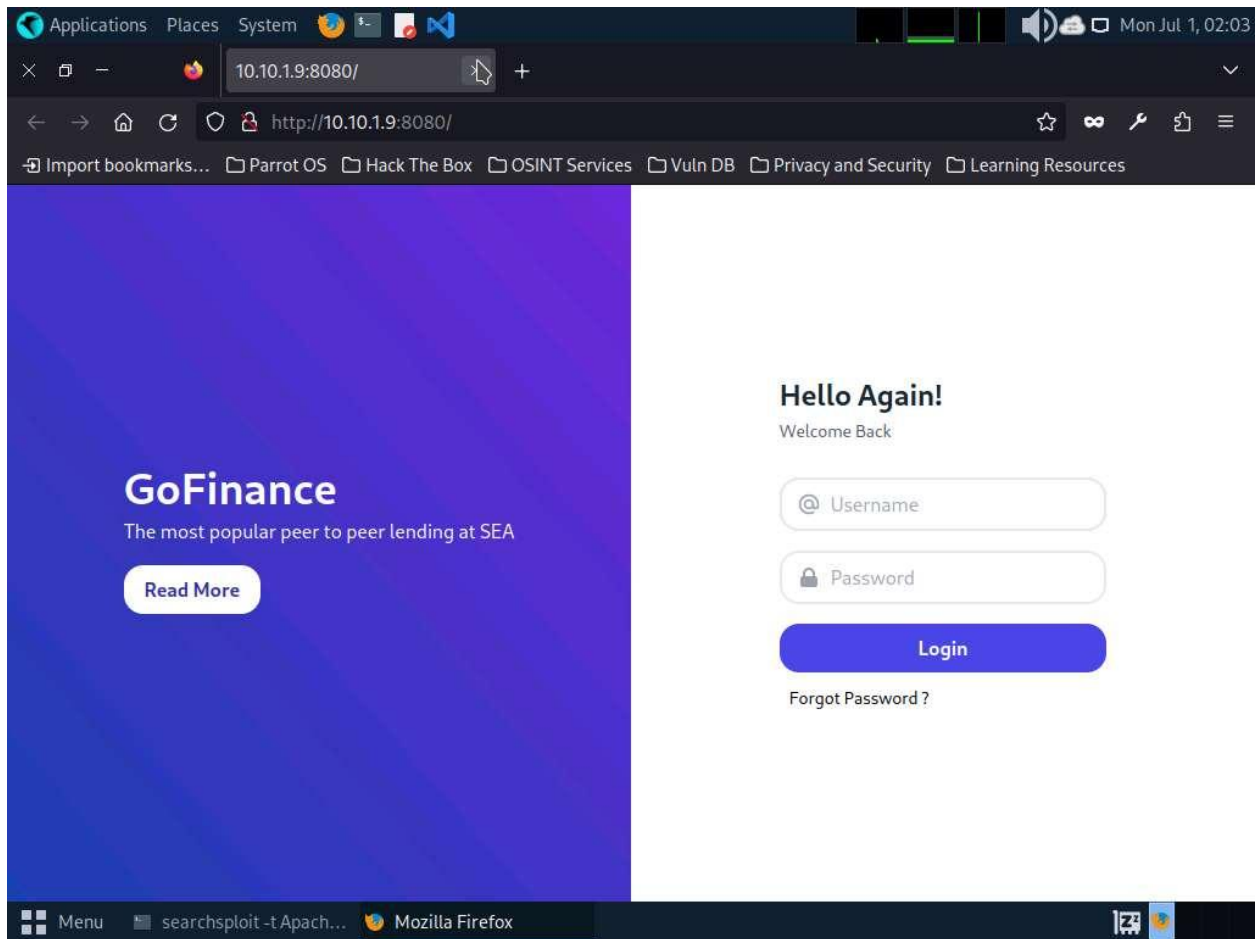 Applications Places System Mon Jul 1, 02:03
10.10.1.9:8080/
http://10.10.1.9:8080/
Import bookmarks... Parrot OS Hack The Box OSINT Services Vuln DB Privacy and Security Learning Resources
GoFinance
The most popular peer to peer lending at SEA
Read More
Hello Again!
Welcome Back
@ Username
Password
Login
Forgot Password ?
Menu searchsploit -t Apach... Mozilla Firefox